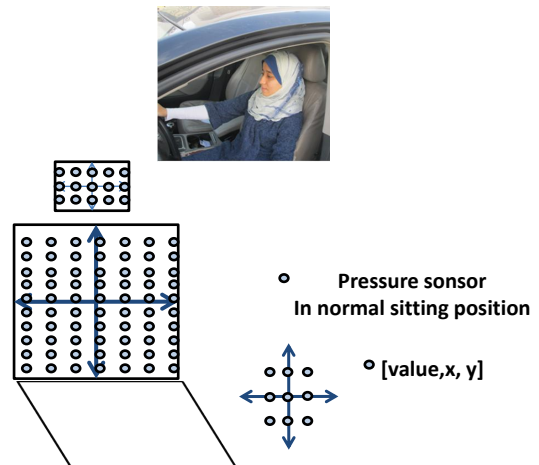 Pressure sonsor
In normal sitting position
[value,x, y]